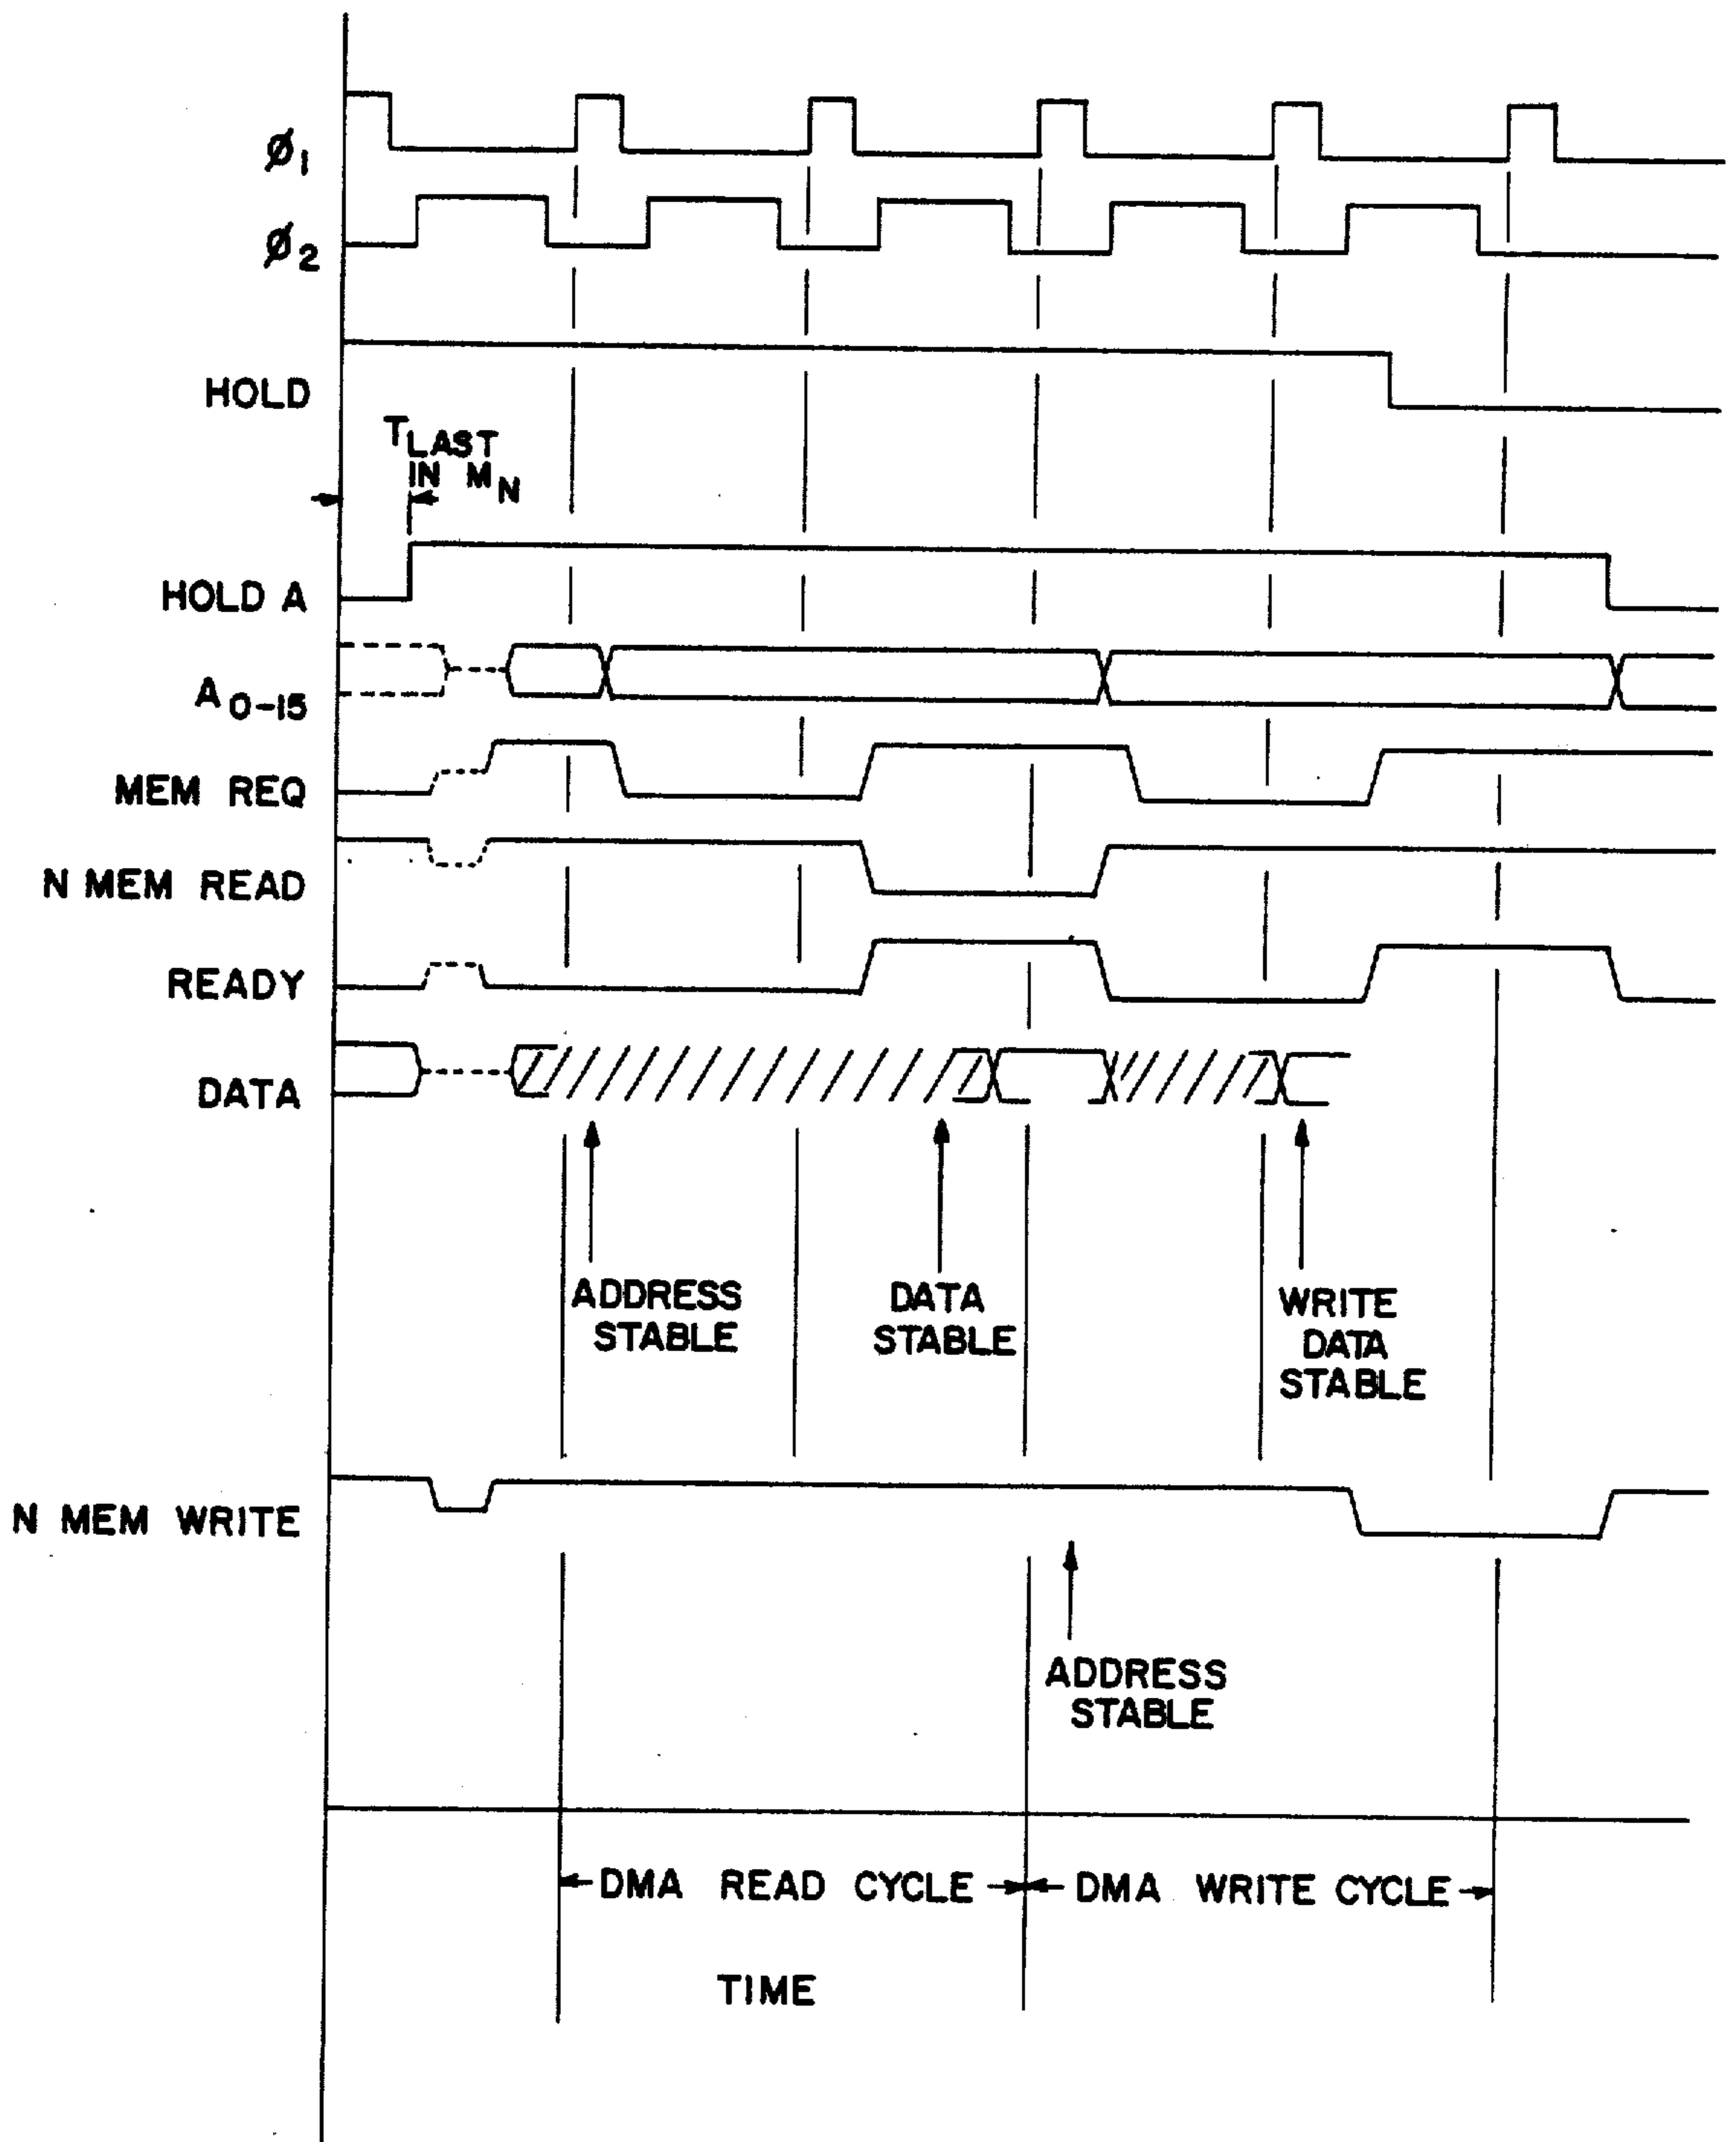 Ø1
Ø2
HOLD
TLAST
IN MN
HOLD A
A0-15
MEM REQ
N MEM READ
READY
DATA
ADDRESS
STABLE
DATA
STABLE
WRITE
DATA
STABLE
N MEM WRITE
ADDRESS
STABLE
DMA READ CYCLE
DMA WRITE CYCLE
TIME